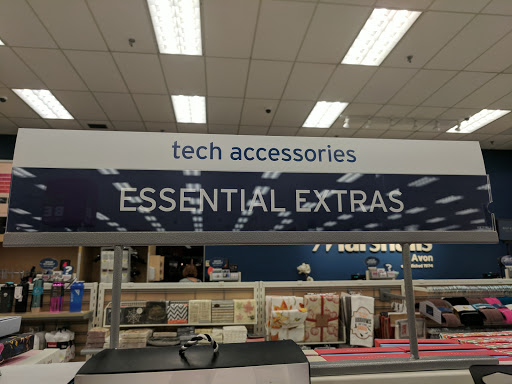 tech accessories
ESSENTIAL EXTRAS
Marshalls
Avon